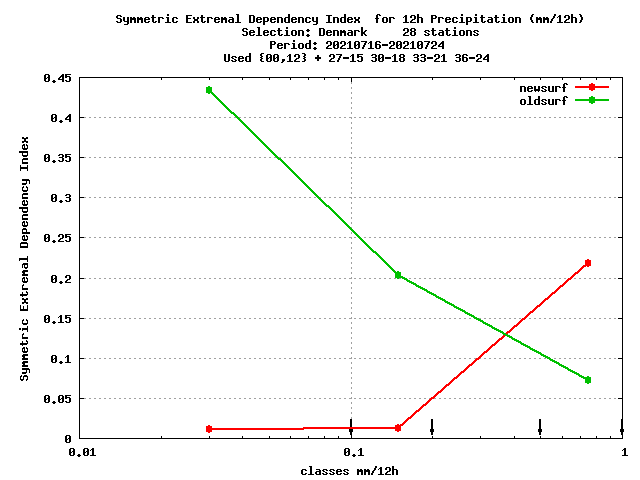 Symmetric Extremal Dependency Index  for 12h Precipitation (mm/12h)
Selection: Denmark     28 stations
Period: 20210716-20210724
Used {00,12} + 27-15 30-18 33-21 36-24
newsurf
oldsurf
0.45
0.4
0.35
0.3
0.25
0.2
0.15
0.1
0.05
0
Symmetric Extremal Dependency Index
0.01
0.1
1
classes mm/12h